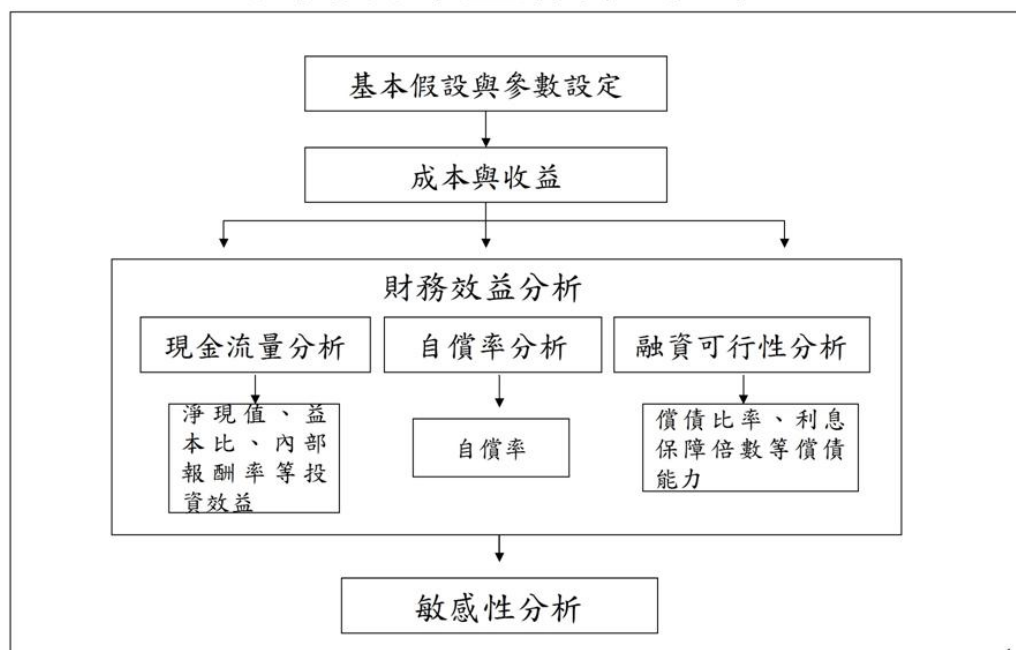 基本假設與參數設定
成本與收益
財務效益分析
現金流量分析
自償率分析
融資可行性分析
淨現值、益
本比、內部
報酬率等投
資效益
自償率
償債比率、利息
保障倍數等償債
能力
敏感性分析